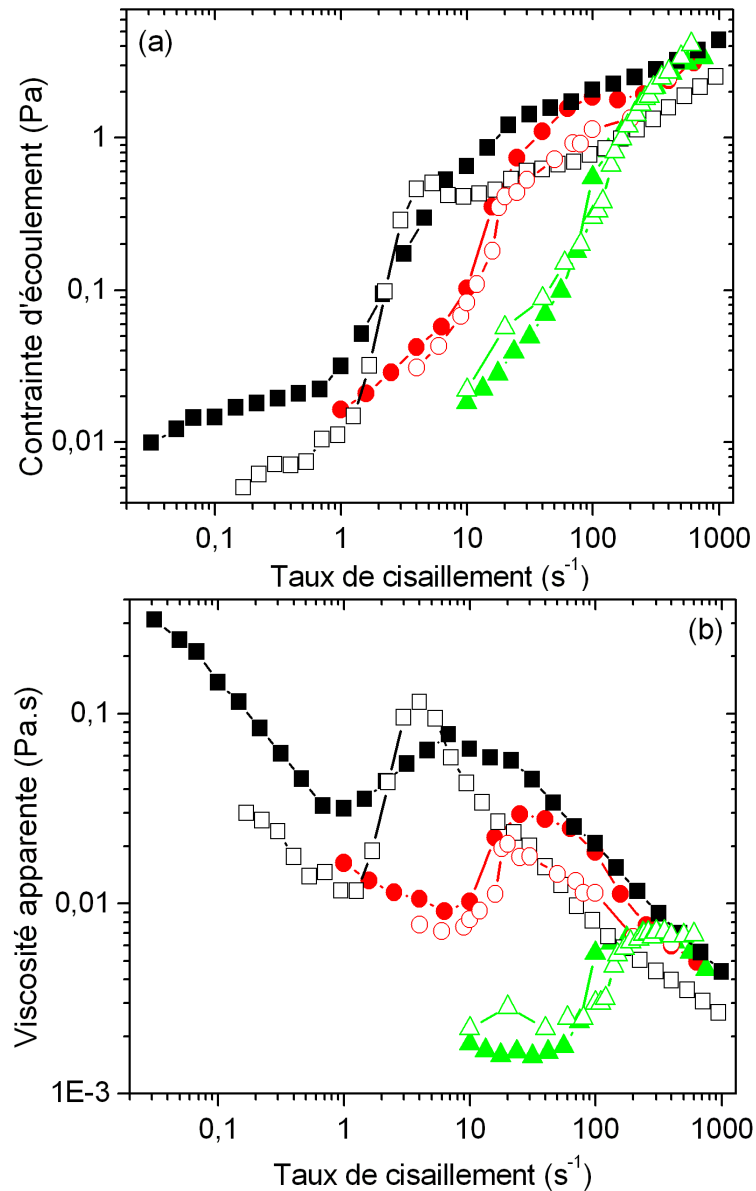 (a)
Contrainte d'écoulement (Pa)
1
0,1
0,01
0,1 1 10 100 1000
Taux de cisaillement (s⁻¹)
(b)
Viscosité apparente (Pa.s)
0,1
0,01
1E-3
0,1 1 10 100 1000
Taux de cisaillement (s⁻¹)